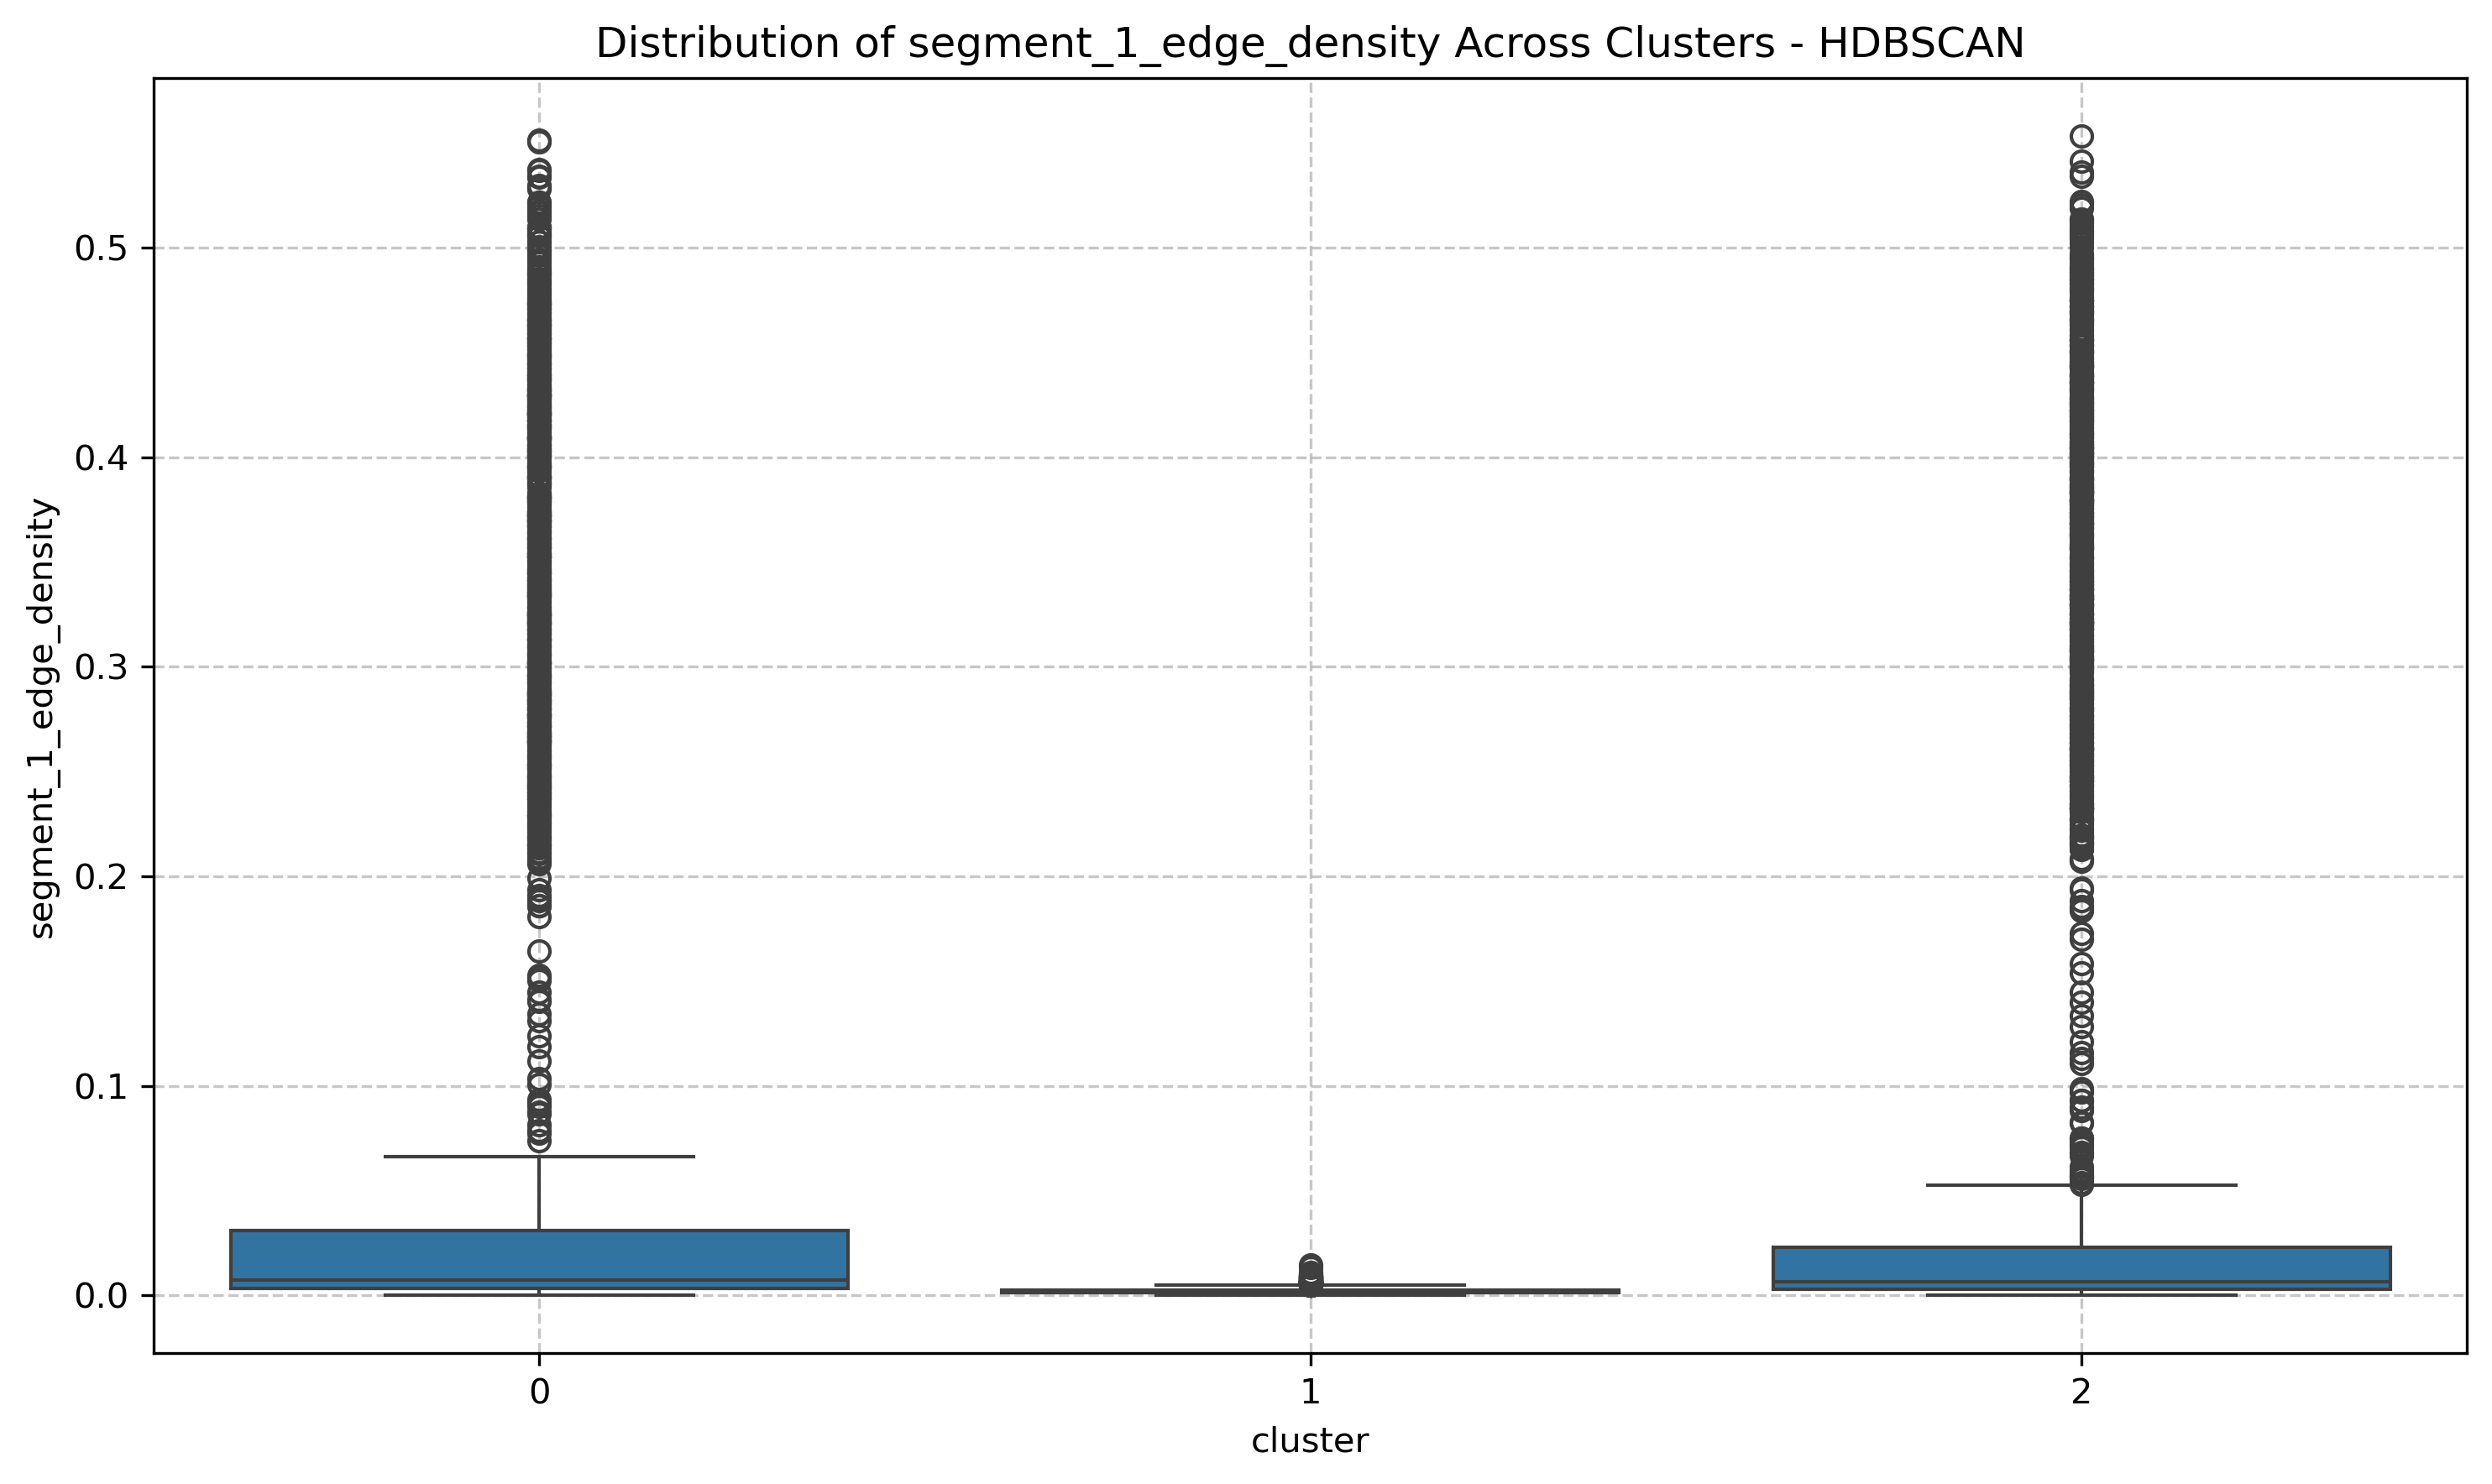 Distribution of segment_1_edge_density Across Clusters - HDBSCAN
segment_1_edge_density
0.5
0.4
0.3
0.2
0.1
0.0
0 1 2
cluster